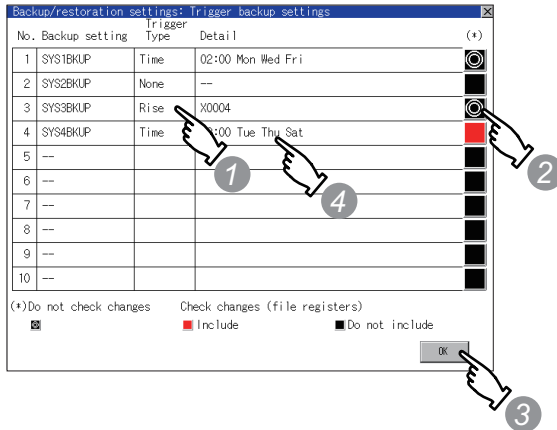 Backup/restoration settings: Trigger backup settings
No. Backup setting Trigger Type Detail (*)
1 SYS1BKUP Time 02:00 Mon Wed Fri
2 SYS2BKUP None --
3 SYS3BKUP Rise X0004
4 SYS4BKUP Time :00 Tue Thu Sat
5 --
6 --
7 --
8 --
9 --
10 --
(*)Do not check changes Check changes (file registers)
Include Do not include
OK
1
2
3
4